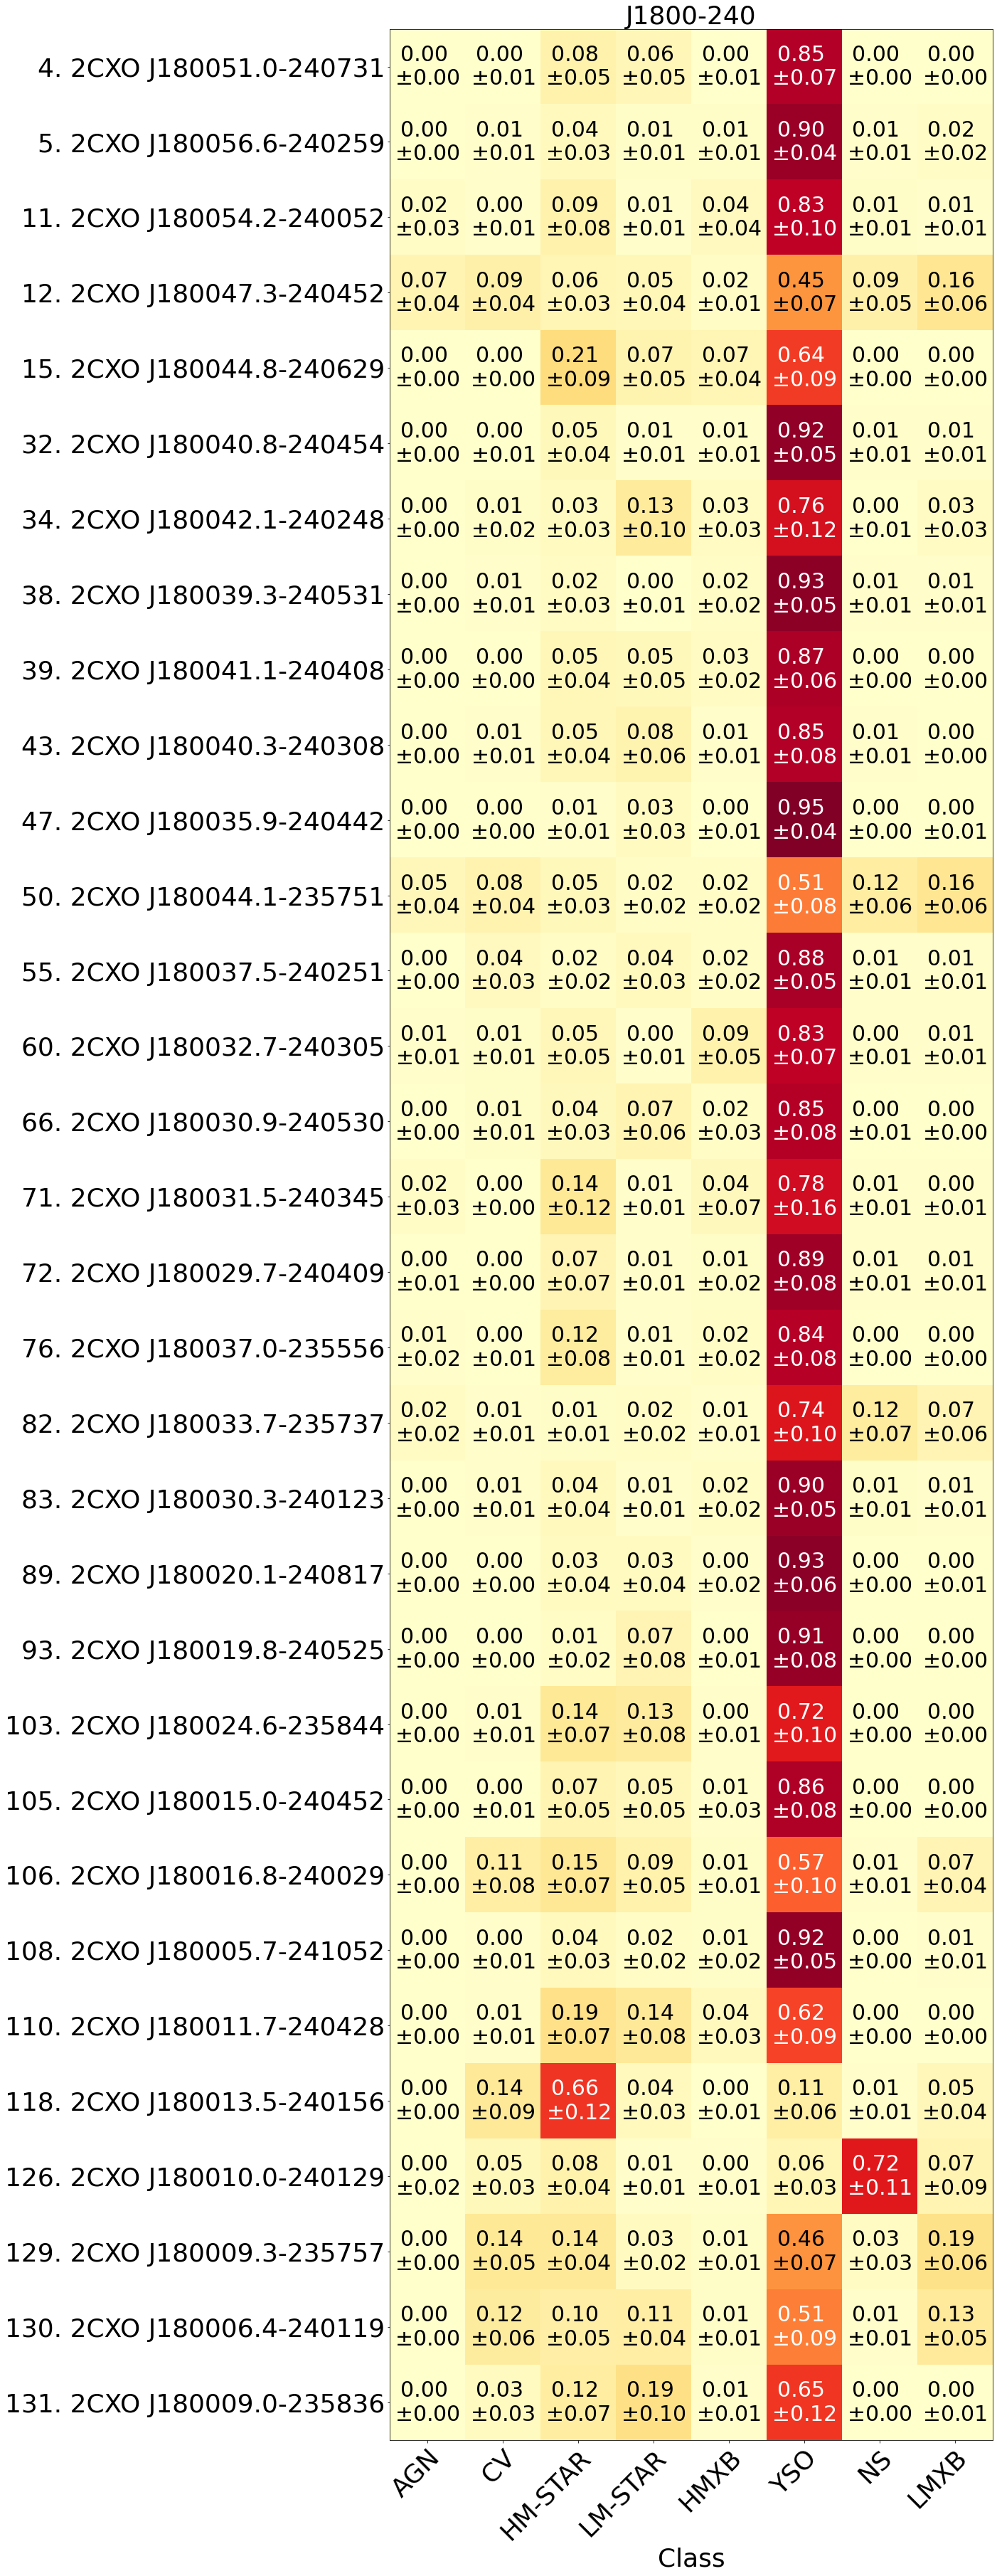 J1800-240
4. 2CXO J180051.0-240731 0.00 0.00 0.08 0.06 0.00 0.85 0.00 0.00
±0.00 ±0.01 ±0.05 ±0.05 ±0.01 ±0.07 ±0.00 ±0.00
5. 2CXO J180056.6-240259 0.00 0.01 0.04 0.01 0.01 0.90 0.01 0.02
±0.00 ±0.01 ±0.03 ±0.01 ±0.01 ±0.04 ±0.01 ±0.02
11. 2CXO J180054.2-240052 0.02 0.00 0.09 0.01 0.04 0.83 0.01 0.01
±0.03 ±0.01 ±0.08 ±0.01 ±0.04 ±0.10 ±0.01 ±0.01
12. 2CXO J180047.3-240452 0.07 0.09 0.06 0.05 0.02 0.45 0.09 0.16
±0.04 ±0.04 ±0.03 ±0.04 ±0.01 ±0.07 ±0.05 ±0.06
15. 2CXO J180044.8-240629 0.00 0.00 0.21 0.07 0.07 0.64 0.00 0.00
±0.00 ±0.00 ±0.09 ±0.05 ±0.04 ±0.09 ±0.00 ±0.00
32. 2CXO J180040.8-240454 0.00 0.00 0.05 0.01 0.01 0.92 0.01 0.01
±0.00 ±0.01 ±0.04 ±0.01 ±0.01 ±0.05 ±0.01 ±0.01
34. 2CXO J180042.1-240248 0.00 0.01 0.03 0.13 0.03 0.76 0.00 0.03
±0.00 ±0.02 ±0.03 ±0.10 ±0.03 ±0.12 ±0.01 ±0.03
38. 2CXO J180039.3-240531 0.00 0.01 0.02 0.00 0.02 0.93 0.01 0.01
±0.00 ±0.01 ±0.03 ±0.01 ±0.02 ±0.05 ±0.01 ±0.01
39. 2CXO J180041.1-240408 0.00 0.00 0.05 0.05 0.03 0.87 0.00 0.00
±0.00 ±0.00 ±0.04 ±0.05 ±0.02 ±0.06 ±0.00 ±0.00
43. 2CXO J180040.3-240308 0.00 0.01 0.05 0.08 0.01 0.85 0.01 0.00
±0.00 ±0.01 ±0.04 ±0.06 ±0.01 ±0.08 ±0.01 ±0.00
47. 2CXO J180035.9-240442 0.00 0.00 0.01 0.03 0.00 0.95 0.00 0.00
±0.00 ±0.00 ±0.01 ±0.03 ±0.01 ±0.04 ±0.00 ±0.01
50. 2CXO J180044.1-235751 0.05 0.08 0.05 0.02 0.02 0.51 0.12 0.16
±0.04 ±0.04 ±0.03 ±0.02 ±0.02 ±0.08 ±0.06 ±0.06
55. 2CXO J180037.5-240251 0.00 0.04 0.02 0.04 0.02 0.88 0.01 0.01
±0.00 ±0.03 ±0.02 ±0.03 ±0.02 ±0.05 ±0.01 ±0.01
60. 2CXO J180032.7-240305 0.01 0.01 0.05 0.00 0.09 0.83 0.00 0.01
±0.01 ±0.01 ±0.05 ±0.01 ±0.05 ±0.07 ±0.01 ±0.01
66. 2CXO J180030.9-240530 0.00 0.01 0.04 0.07 0.02 0.85 0.00 0.00
±0.00 ±0.01 ±0.03 ±0.06 ±0.03 ±0.08 ±0.01 ±0.00
71. 2CXO J180031.5-240345 0.02 0.00 0.14 0.01 0.04 0.78 0.00 0.01
±0.03 ±0.00 ±0.12 ±0.01 ±0.07 ±0.16 ±0.01 ±0.01
72. 2CXO J180029.7-240409 0.00 0.00 0.07 0.01 0.01 0.89 0.01 0.01
±0.01 ±0.00 ±0.07 ±0.01 ±0.02 ±0.08 ±0.01 ±0.01
76. 2CXO J180037.0-235556 0.01 0.00 0.12 0.01 0.02 0.84 0.00 0.00
±0.02 ±0.01 ±0.08 ±0.01 ±0.02 ±0.08 ±0.00 ±0.00
82. 2CXO J180033.7-235737 0.02 0.01 0.01 0.02 0.01 0.74 0.12 0.07
±0.02 ±0.01 ±0.01 ±0.02 ±0.01 ±0.10 ±0.07 ±0.06
83. 2CXO J180030.3-240123 0.00 0.01 0.04 0.01 0.02 0.90 0.01 0.01
±0.00 ±0.01 ±0.04 ±0.01 ±0.02 ±0.05 ±0.01 ±0.01
89. 2CXO J180020.1-240817 0.00 0.00 0.03 0.03 0.00 0.93 0.00 0.00
±0.00 ±0.00 ±0.04 ±0.04 ±0.02 ±0.06 ±0.00 ±0.01
93. 2CXO J180019.8-240525 0.00 0.00 0.01 0.07 0.00 0.91 0.00 0.00
±0.00 ±0.00 ±0.02 ±0.08 ±0.01 ±0.08 ±0.00 ±0.00
103. 2CXO J180024.6-235844 0.00 0.01 0.14 0.13 0.00 0.72 0.00 0.00
±0.00 ±0.01 ±0.07 ±0.08 ±0.01 ±0.10 ±0.00 ±0.00
105. 2CXO J180015.0-240452 0.00 0.00 0.07 0.05 0.01 0.86 0.00 0.00
±0.00 ±0.01 ±0.05 ±0.05 ±0.03 ±0.08 ±0.00 ±0.00
106. 2CXO J180016.8-240029 0.00 0.11 0.15 0.09 0.01 0.57 0.01 0.07
±0.00 ±0.08 ±0.07 ±0.05 ±0.01 ±0.10 ±0.01 ±0.04
108. 2CXO J180005.7-241052 0.00 0.00 0.04 0.02 0.01 0.92 0.00 0.01
±0.00 ±0.01 ±0.03 ±0.02 ±0.02 ±0.05 ±0.00 ±0.01
110. 2CXO J180011.7-240428 0.00 0.01 0.19 0.14 0.04 0.62 0.00 0.00
±0.00 ±0.01 ±0.07 ±0.08 ±0.03 ±0.09 ±0.00 ±0.00
118. 2CXO J180013.5-240156 0.00 0.14 0.66 0.04 0.00 0.11 0.01 0.05
±0.00 ±0.09 ±0.12 ±0.03 ±0.01 ±0.06 ±0.01 ±0.04
126. 2CXO J180010.0-240129 0.00 0.05 0.08 0.01 0.00 0.06 0.72 0.07
±0.02 ±0.03 ±0.04 ±0.01 ±0.01 ±0.03 ±0.11 ±0.09
129. 2CXO J180009.3-235757 0.00 0.14 0.14 0.03 0.01 0.46 0.03 0.19
±0.00 ±0.05 ±0.04 ±0.02 ±0.01 ±0.07 ±0.03 ±0.06
130. 2CXO J180006.4-240119 0.00 0.12 0.10 0.11 0.01 0.51 0.01 0.13
±0.00 ±0.06 ±0.05 ±0.04 ±0.01 ±0.09 ±0.01 ±0.05
131. 2CXO J180009.0-235836 0.00 0.03 0.12 0.19 0.01 0.65 0.00 0.00
±0.00 ±0.03 ±0.07 ±0.10 ±0.01 ±0.12 ±0.00 ±0.01
AGN CV HM-STAR LM-STAR HMXB YSO NS LMXB
Class